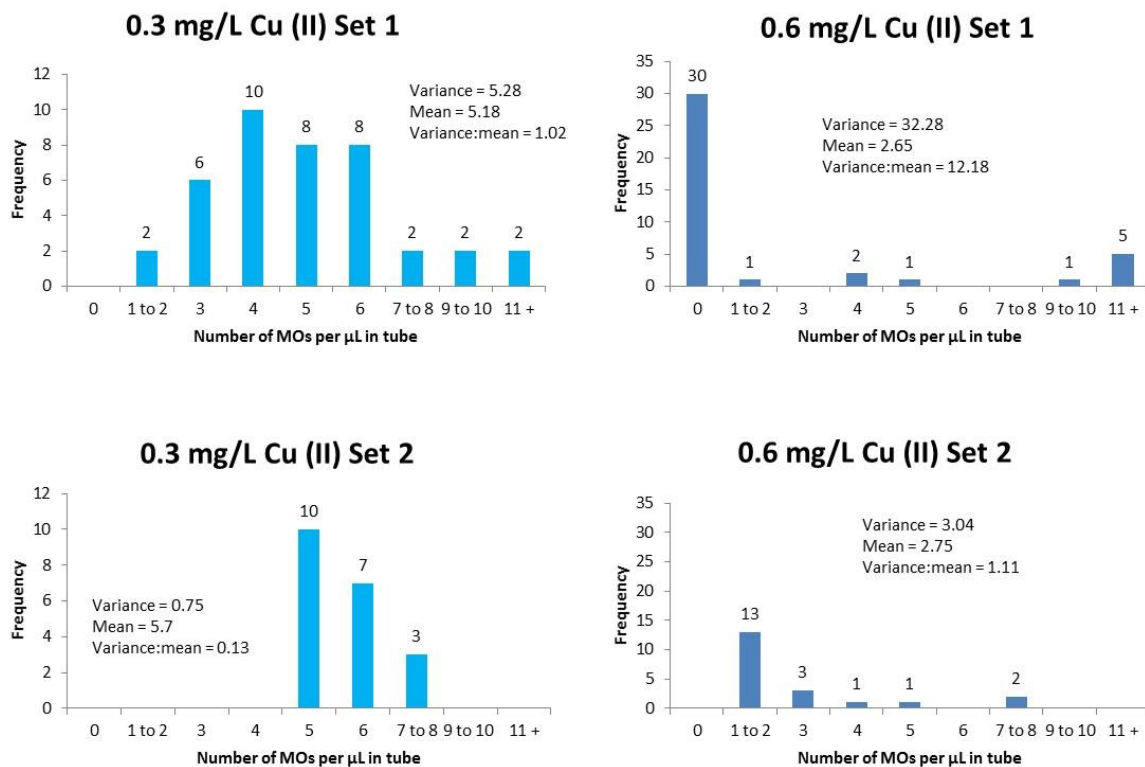 0.3 mg/L Cu (II) Set 1
Variance = 5.28
Mean = 5.18
Variance:mean = 1.02
Frequency
12
10
8
6
4
2
0
2
6
10
8
8
2
2
2
0 1 to 2 3 4 5 6 7 to 8 9 to 10 11 +
Number of MOs per µL in tube
0.6 mg/L Cu (II) Set 1
Variance = 32.28
Mean = 2.65
Variance:mean = 12.18
Frequency
35
30
25
20
15
10
5
0
30
1
2
1
1
5
0 1 to 2 3 4 5 6 7 to 8 9 to 10 11 +
Number of MOs per µL in tube
0.3 mg/L Cu (II) Set 2
Variance = 0.75
Mean = 5.7
Variance:mean = 0.13
Frequency
12
10
8
6
4
2
0
10
7
3
0 1 to 2 3 4 5 6 7 to 8 9 to 10 11 +
Number of MOs per µL in tube
0.6 mg/L Cu (II) Set 2
Variance = 3.04
Mean = 2.75
Variance:mean = 1.11
Frequency
35
30
25
20
15
10
5
0
13
3
1
1
2
0 1 to 2 3 4 5 6 7 to 8 9 to 10 11 +
Number of MOs per µL in tube